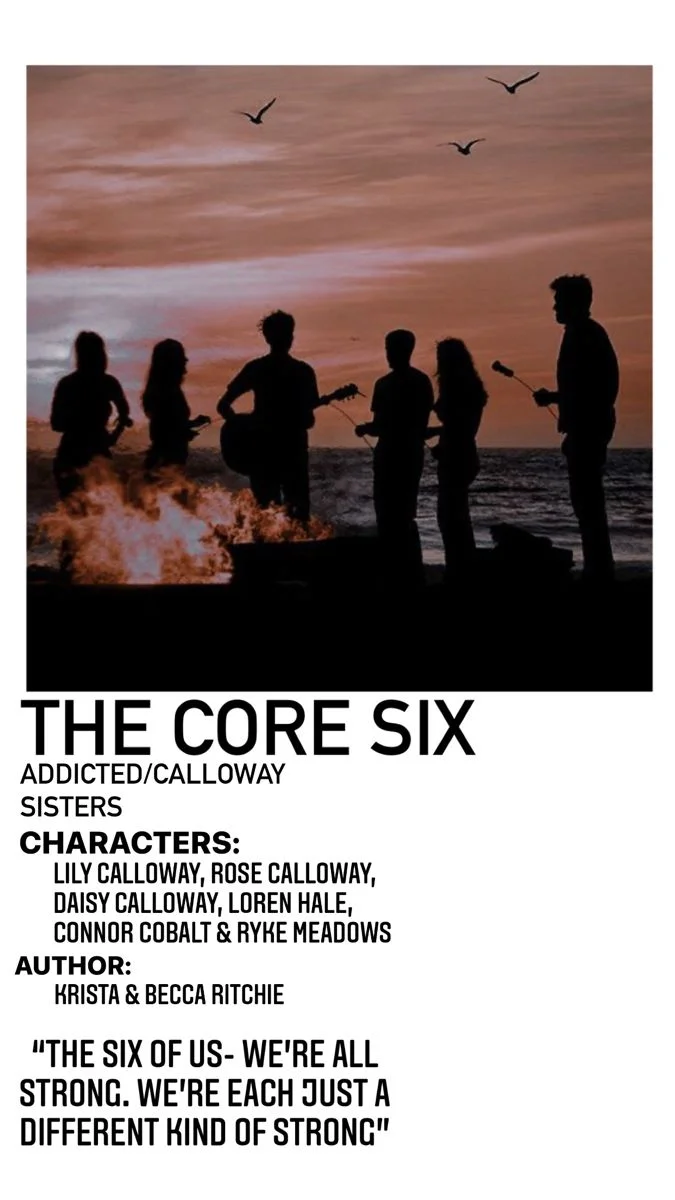 THE CORE SIX
ADDICTED/CALLOWAY
SISTERS
CHARACTERS:
LILY CALLOWAY, ROSE CALLOWAY,
DAISY CALLOWAY, LOREN HALE,
CONNOR COBALT & RYKE MEADOWS
AUTHOR:
KRISTA & BECCA RITCHIE
“THE SIX OF US- WE'RE ALL
STRONG. WE'RE EACH JUST A
DIFFERENT KIND OF STRONG”